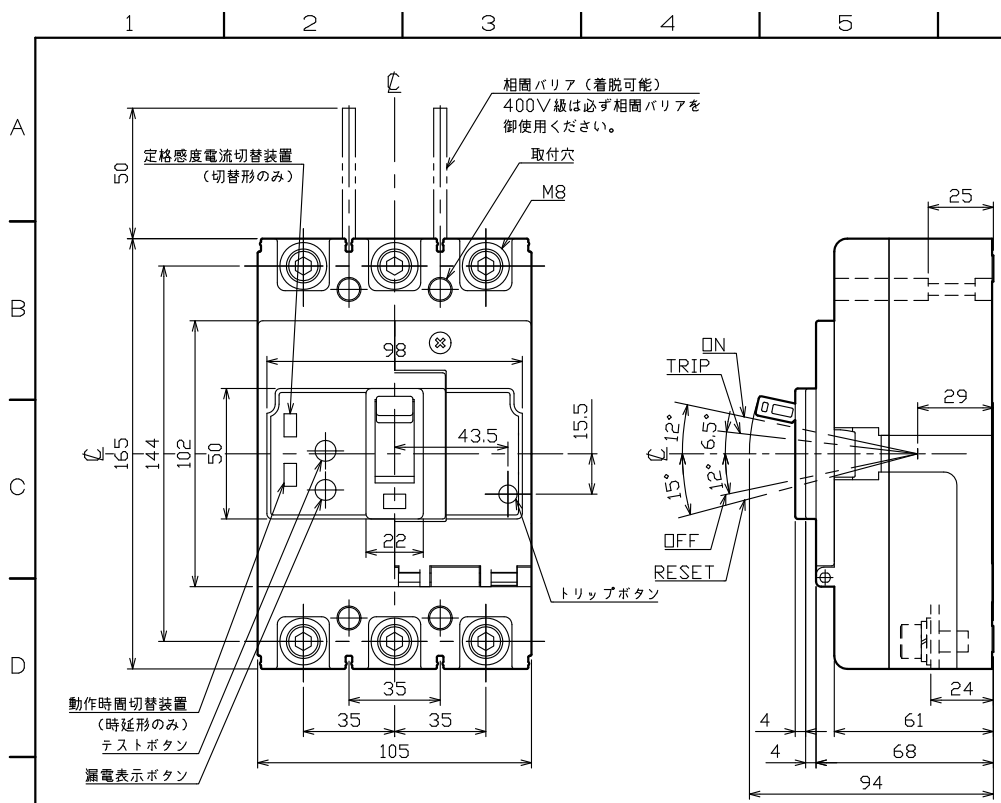 1 2 3 4 5
A
B
C
D
℄
相間バリア（着脱可能）
400V級は必ず相間バリアを
御使用ください。
定格感度電流切替装置
（切替形のみ）
取付穴
M8
50
25
98
ON
TRIP
29
12°
6.5°
15.5
43.5
℄
165
144
102
50
℄
15°
12°
22
OFF
RESET
トリップボタン
動作時間切替装置
（時延形のみ）
テストボタン
漏電表示ボタン
35
35
35
105
24
4
61
4
68
94